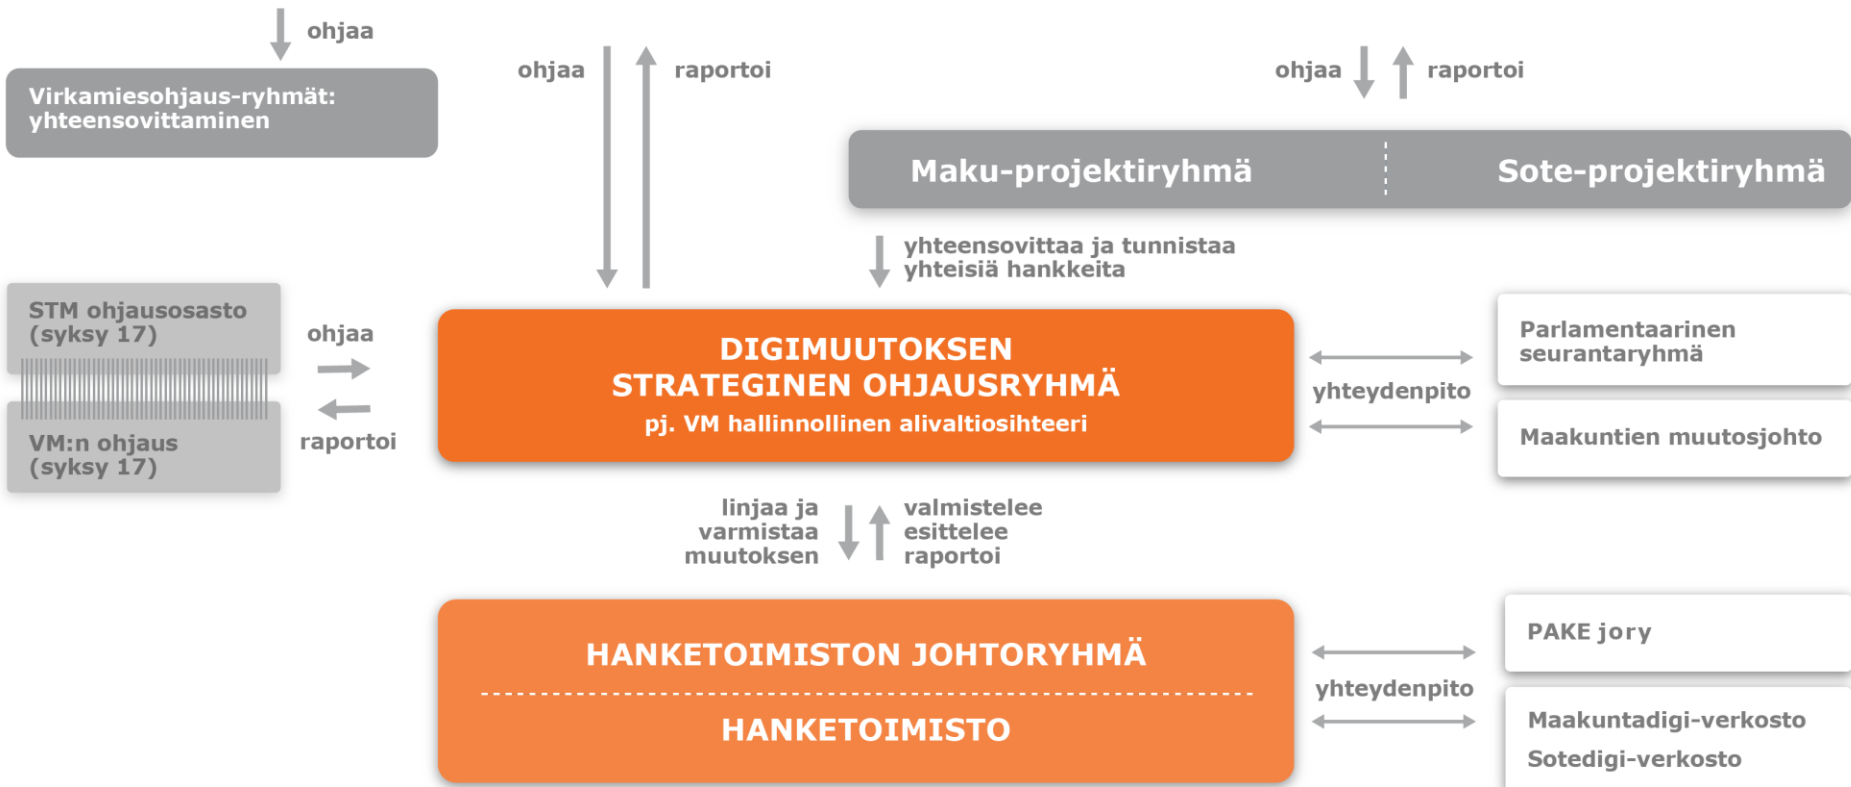 ohjaa
Virkamiesohjaus-ryhmät:
yhteensovittaminen
ohjaa
raportoi
ohjaa
raportoi
Maku-projektiryhmä
Sote-projektiryhmä
yhteensovittaa ja tunnistaa
yhteisiä hankkeita
STM ohjausosasto
(syksy 17)
VM:n ohjaus
(syksy 17)
ohjaa
raportoi
DIGIMUUTOKSEN
STRATEGINEN OHJAUSRYHMÄ
pj. VM hallinnollinen alivaltiosihteeri
yhteydenpito
Parlamentaarinen
seurantaryhmä
Maakuntien muutosjohto
linjaa ja
varmistaa
muutoksen
valmistelee
esittelee
raportoi
HANKETOIMISTON JOHTORYHMÄ
HANKETOIMISTO
yhteydenpito
PAKE jory
Maakuntadigi-verkosto
Sotedigi-verkosto